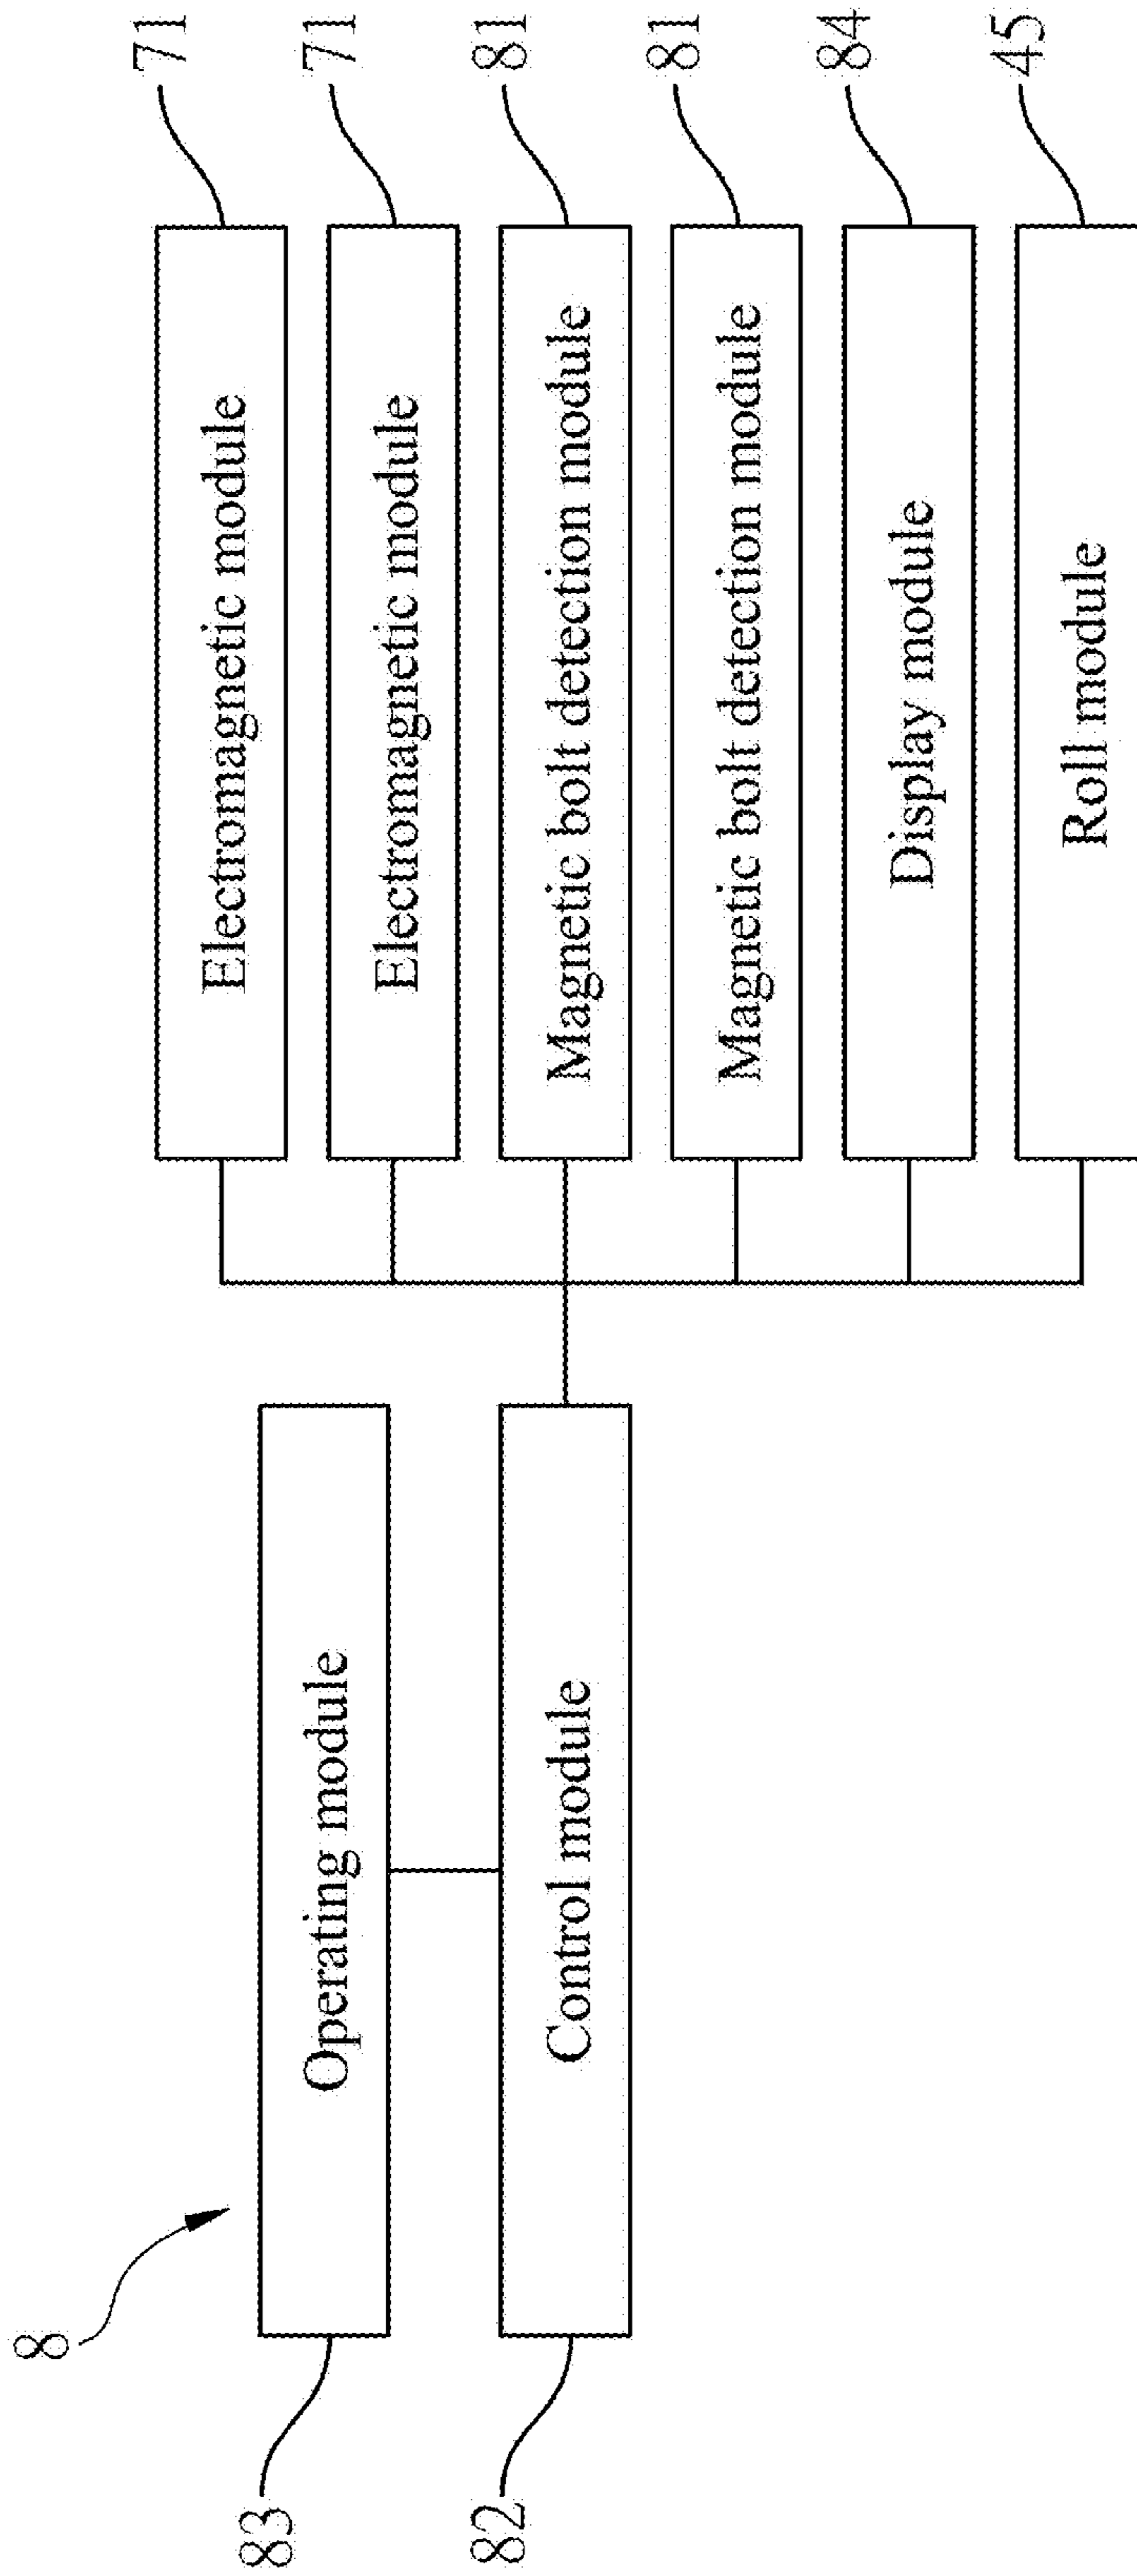 8
83
Operating module
82
Control module
Electromagnetic module
71
Electromagnetic module
71
Magnetic bolt detection module
81
Magnetic bolt detection module
81
Display module
84
Roll module
45